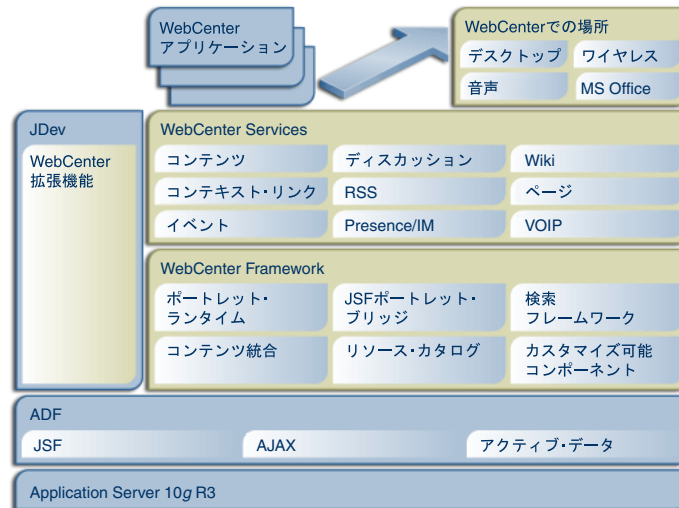 WebCenter
アプリケーション
WebCenterでの場所
デスクトップ
ワイヤレス
音声
MS Office
JDev
WebCenter
拡張機能
WebCenter Services
コンテンツ
ディスカッション
Wiki
コンテキスト・リンク
RSS
ページ
イベント
Presence/IM
VOIP
WebCenter Framework
ポートレット・
ランタイム
JSFポートレット・
ブリッジ
検索
フレームワーク
コンテンツ統合
リソース・カタログ
カスタマイズ可能
コンポーネント
ADF
JSF
AJAX
アクティブ・データ
Application Server 10g R3